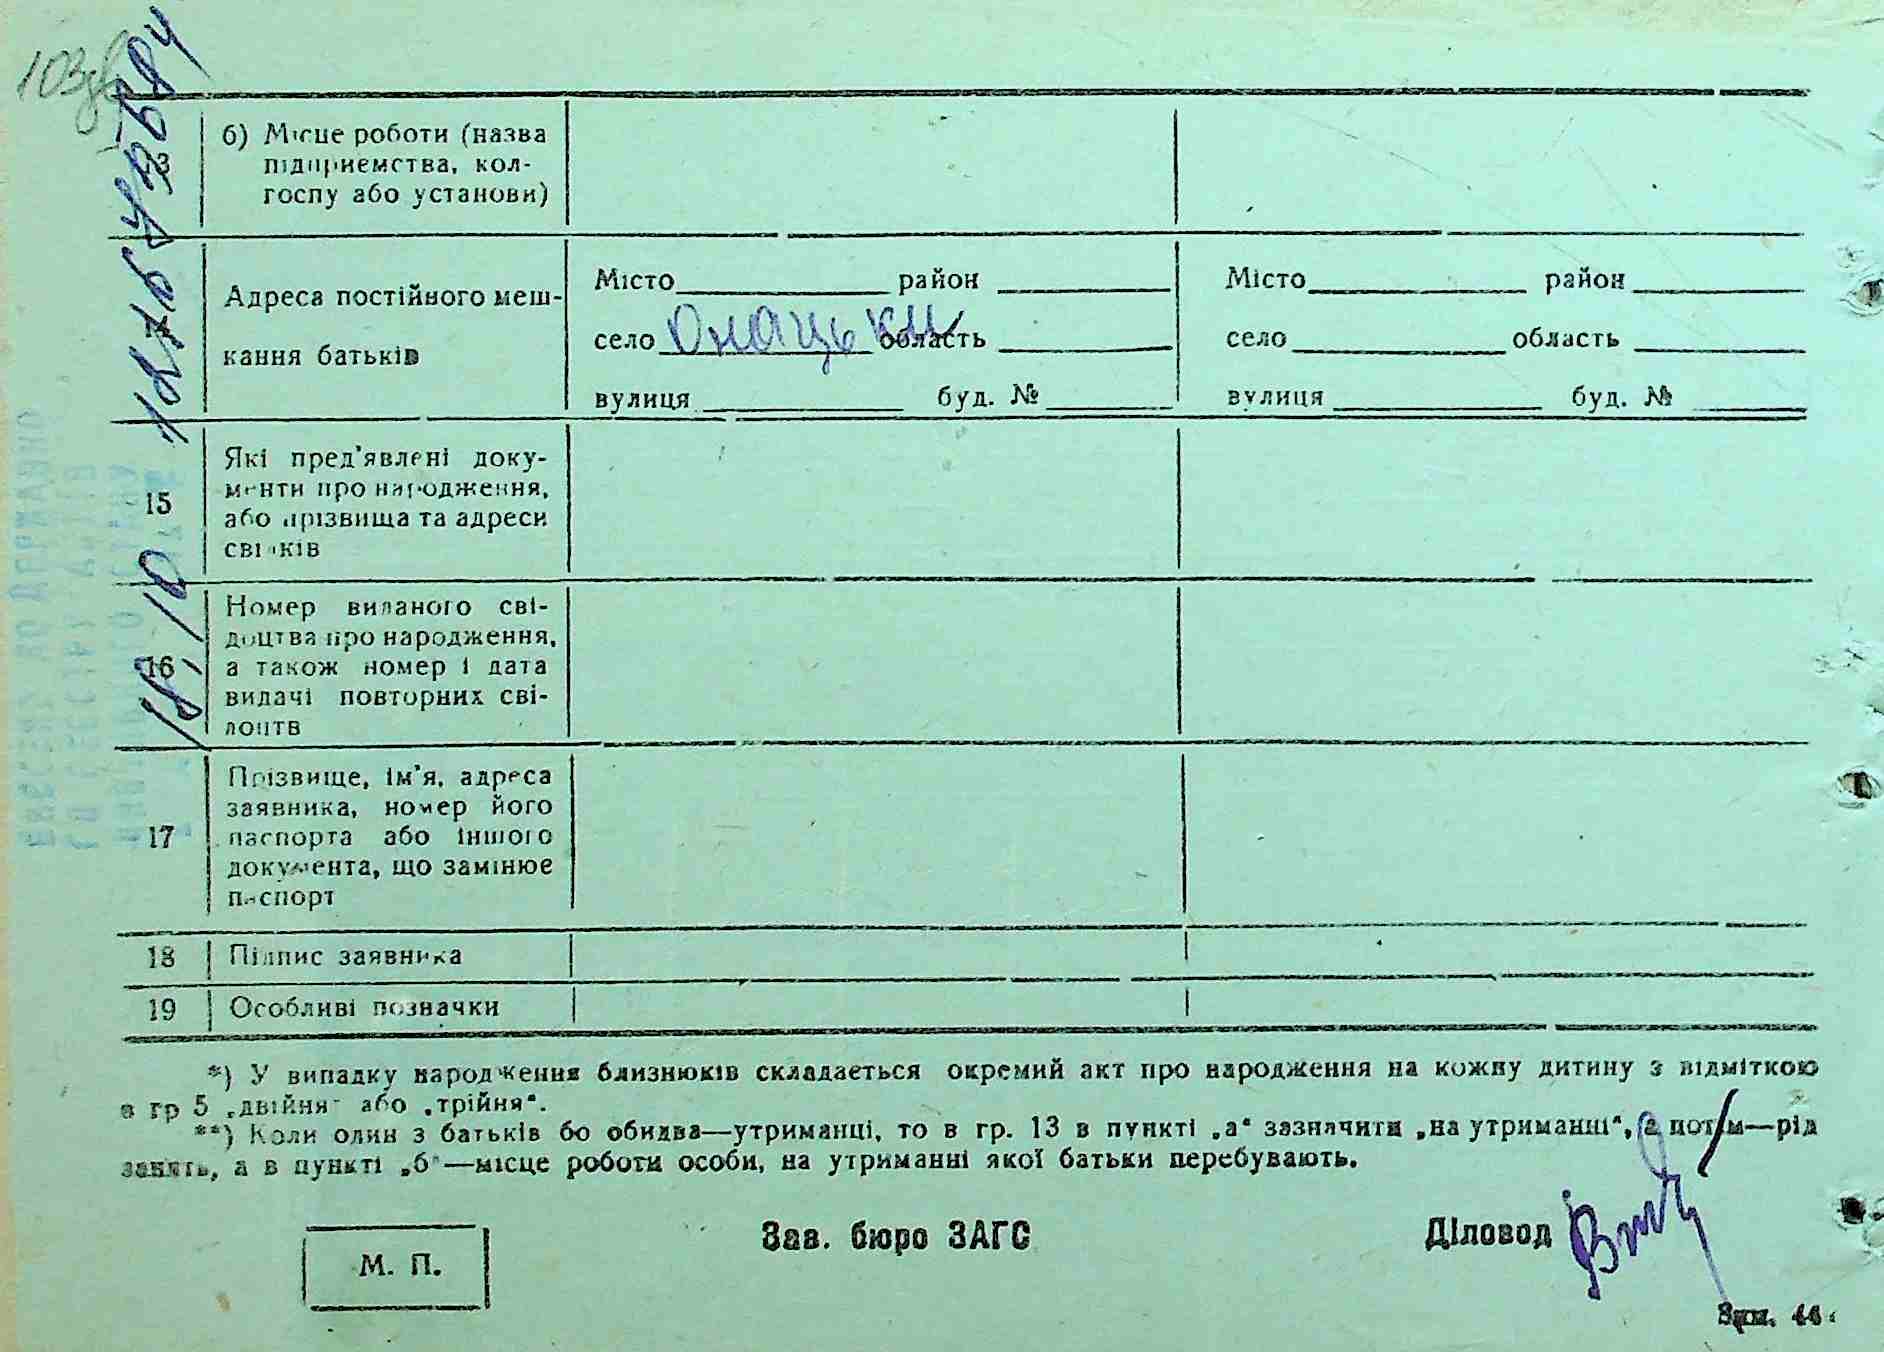 103зв
б) Місце роботи (назва
13 підприємства, кол-
госпу або установи)
14 Адреса постійного меш-
кання батьків
Місто район
село Онацьки область
вулиця буд. №
Місто район
село область
вулиця буд. №
15 Які пред'явлені доку-
менти про народження,
або прізвища та адреси
свідків
16 Номер виданого сві-
доцтва про народження,
а також номер і дата
видачі повторних сві-
доцтв
17 Прізвище, ім'я, адреса
заявника, номер його
паспорта або іншого
документа, що замінює
паспорт
18 Підпис заявника
19 Особливі позначки
*) У випадку народження близнюків складається окремий акт про народження на кожну дитину з відміткою
в гр 5 „двійня" або „трійня".
**) Коли один з батьків бо обидва—утриманці, то в гр. 13 в пункті „а" зазначити „на утриманні", а потім—рід
занять, а в пункті „б"—місце роботи особи, на утриманні якої батьки перебувають.
М. П.
Зав. бюро ЗАГС
Діловод
Зам. 44